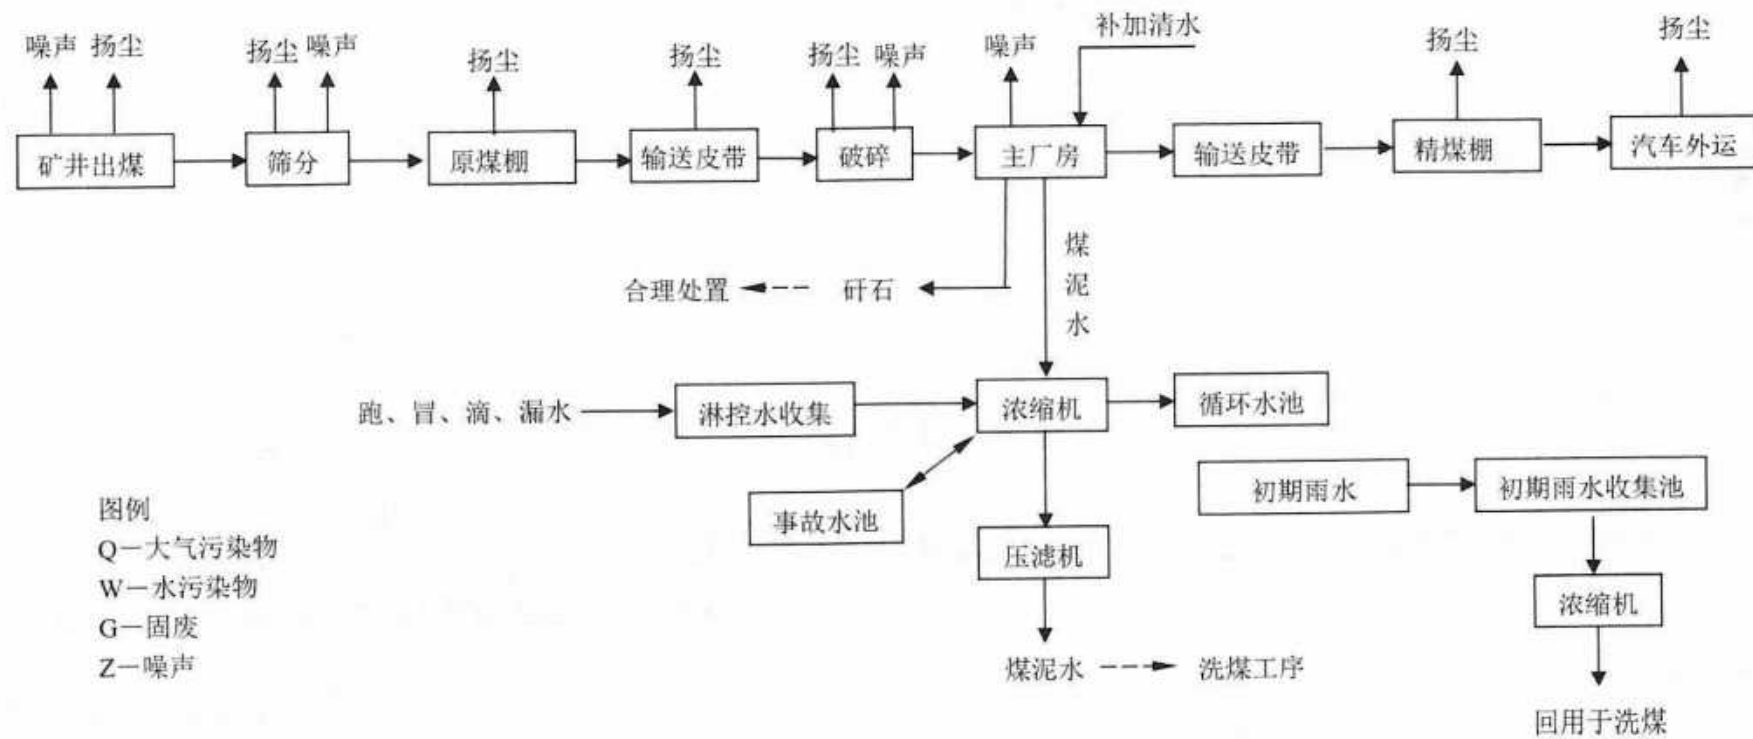 噪声 扬尘 扬尘 噪声 扬尘 扬尘 扬尘 噪声 噪声 补加清水 扬尘 扬尘
矿井出煤 筛分 原煤棚 输送皮带 破碎 主厂房 输送皮带 精煤棚 汽车外运
煤泥水
合理处置 矸石
跑、冒、滴、漏水 淋控水收集 浓缩机 循环水池
初期雨水 初期雨水收集池
事故水池
图例
Q—大气污染物
W—水污染物
G—固废
Z—噪声
压滤机
浓缩机
煤泥水 洗煤工序
回用于洗煤